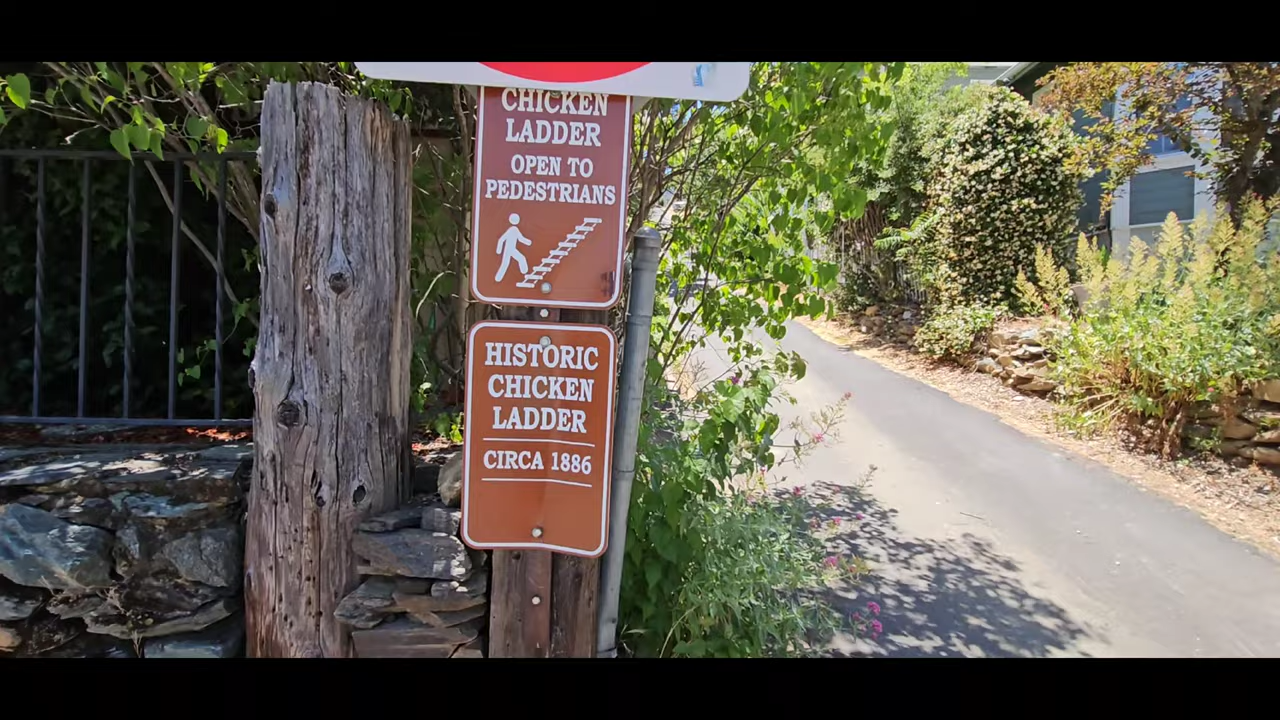 CHICKEN
LADDER
OPEN TO
PEDESTRIANS
HISTORIC
CHICKEN
LADDER
CIRCA 1886